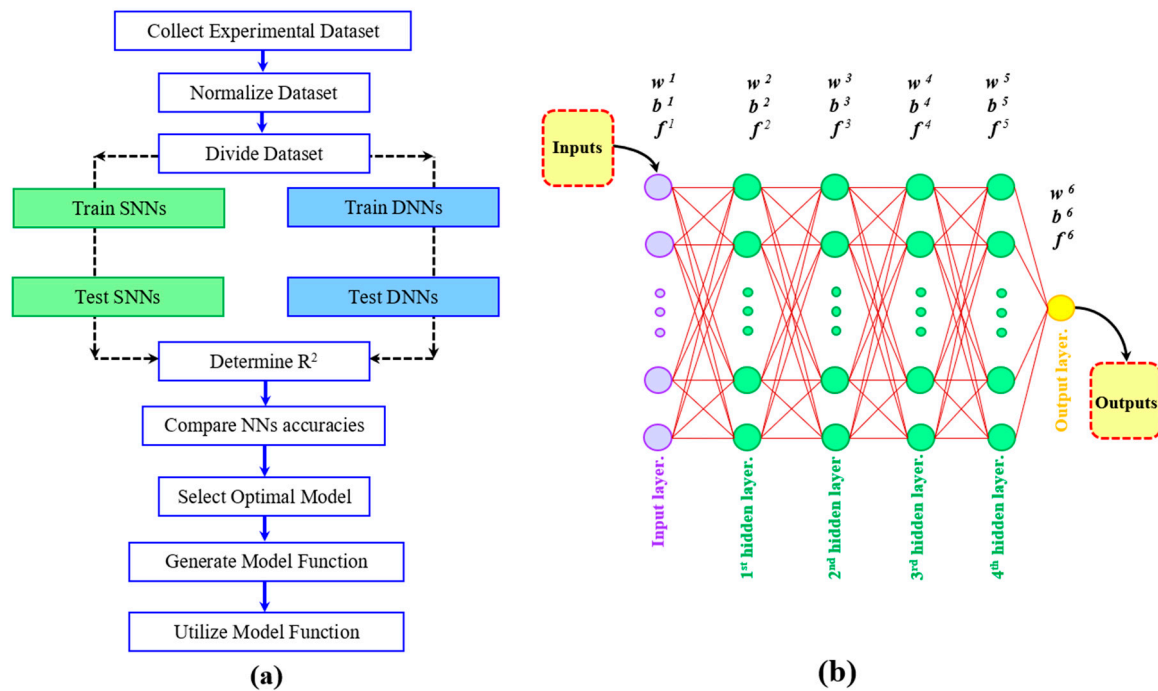 Collect Experimental Dataset
Normalize Dataset
Divide Dataset
Train SNNs
Train DNNs
Test SNNs
Test DNNs
Determine R²
Compare NNs accuracies
Select Optimal Model
Generate Model Function
Utilize Model Function
(a)
w¹ w² w³ w⁴ w⁵
b¹ b² b³ b⁴ b⁵
f¹ f² f³ f⁴ f⁵
Inputs
w⁶
b⁶
f⁶
Outputs
Input layer.
1st hidden layer
2nd hidden layer
3rd hidden layer
4th hidden layer
Output layer.
(b)